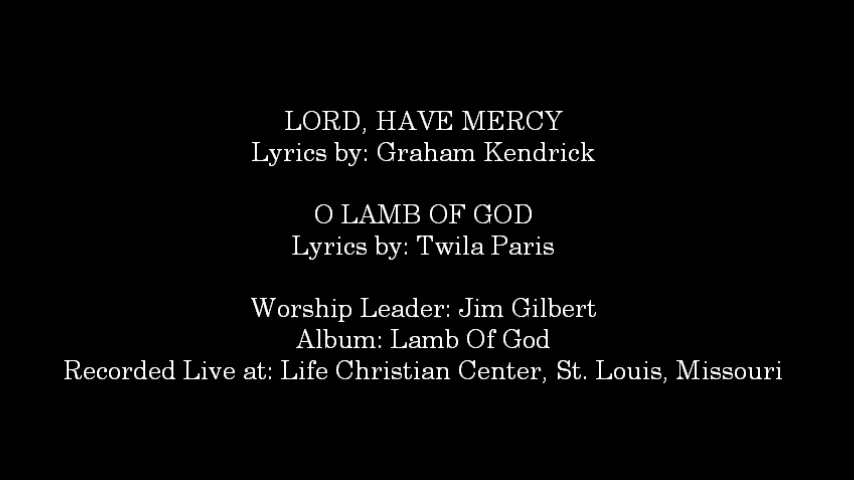 LORD, HAVE MERCY
Lyrics by: Graham Kendrick
O LAMB OF GOD
Lyrics by: Twila Paris
Worship Leader: Jim Gilbert
Album: Lamb Of God
Recorded Live at: Life Christian Center, St. Louis, Missouri